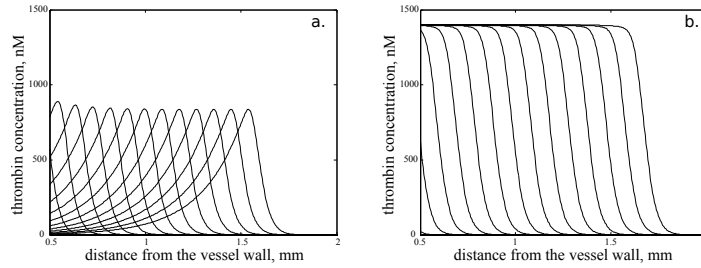 a.
1500
1000
500
0
thrombin concentration, nM
0.5
1
1.5
2
distance from the vessel wall, mm
b.
1500
1000
500
0
thrombin concentration, nM
0.5
1
1.5
distance from the vessel wall, mm